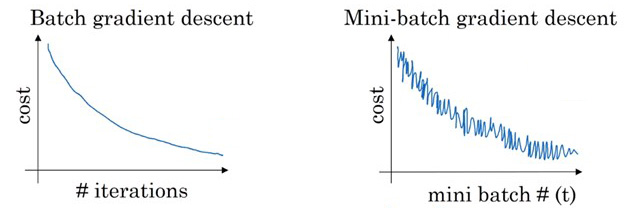 Batch gradient descent
cost
# iterations
Mini-batch gradient descent
cost
mini batch # (t)